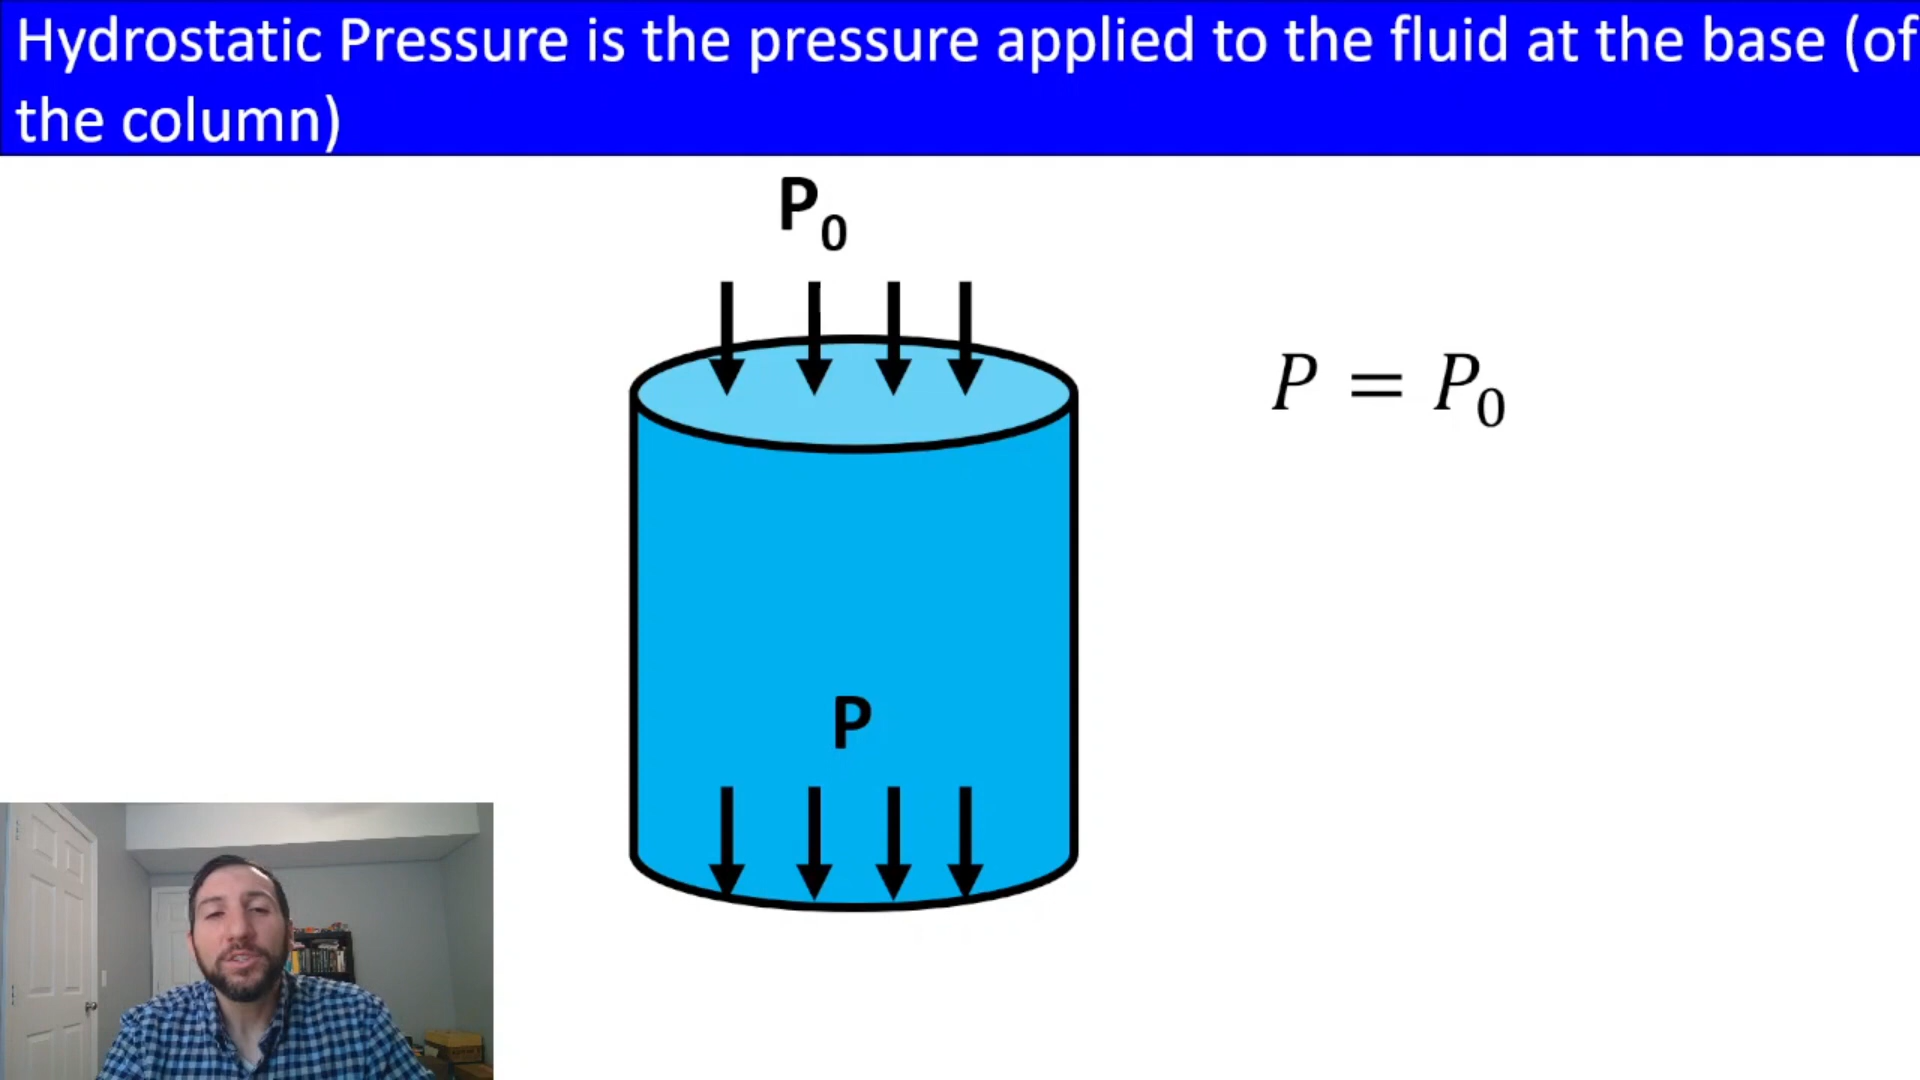 Hydrostatic Pressure is the pressure applied to the fluid at the base (of
the column)
P₀
P = P₀
P